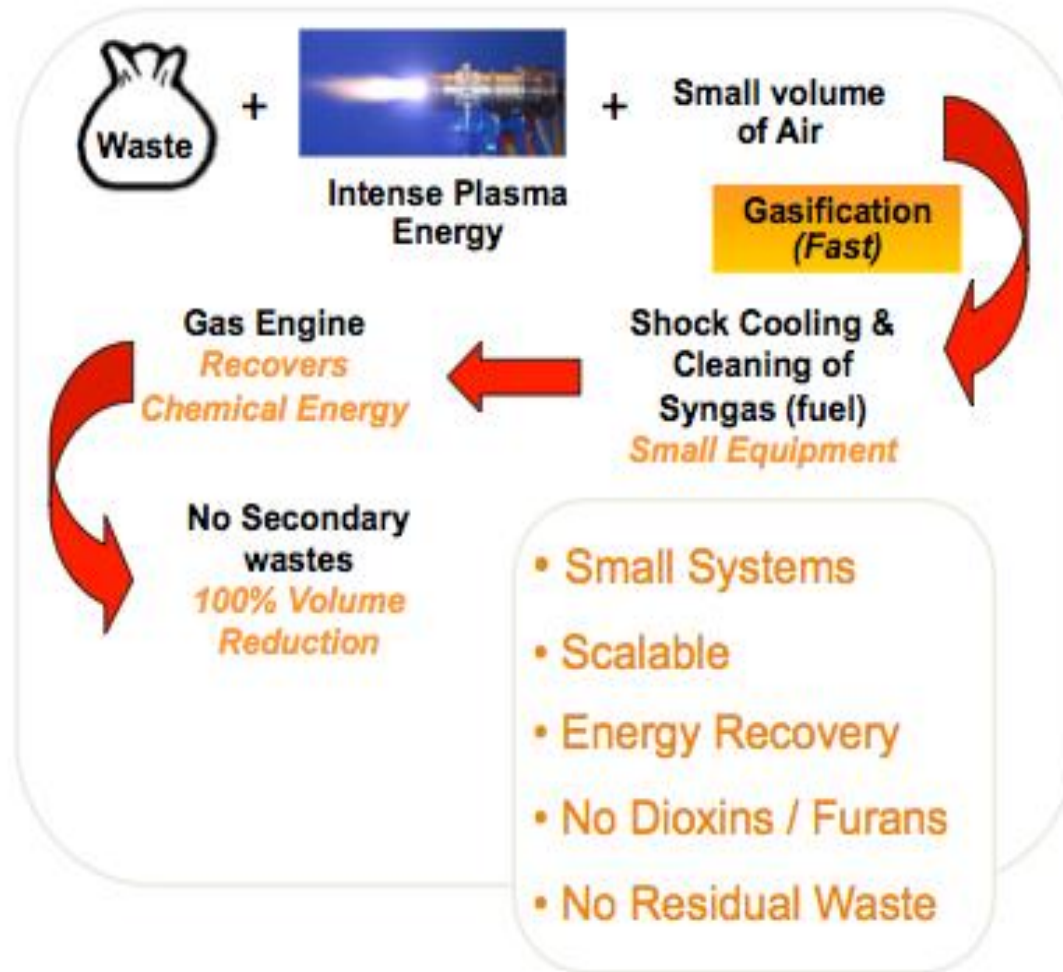 Waste
+
Intense Plasma
Energy
+
Small volume
of Air
Gasification
(Fast)
Shock Cooling &
Cleaning of
Syngas (fuel)
Small Equipment
Gas Engine
Recovers
Chemical Energy
No Secondary
wastes
100% Volume
Reduction
• Small Systems
• Scalable
• Energy Recovery
• No Dioxins / Furans
• No Residual Waste